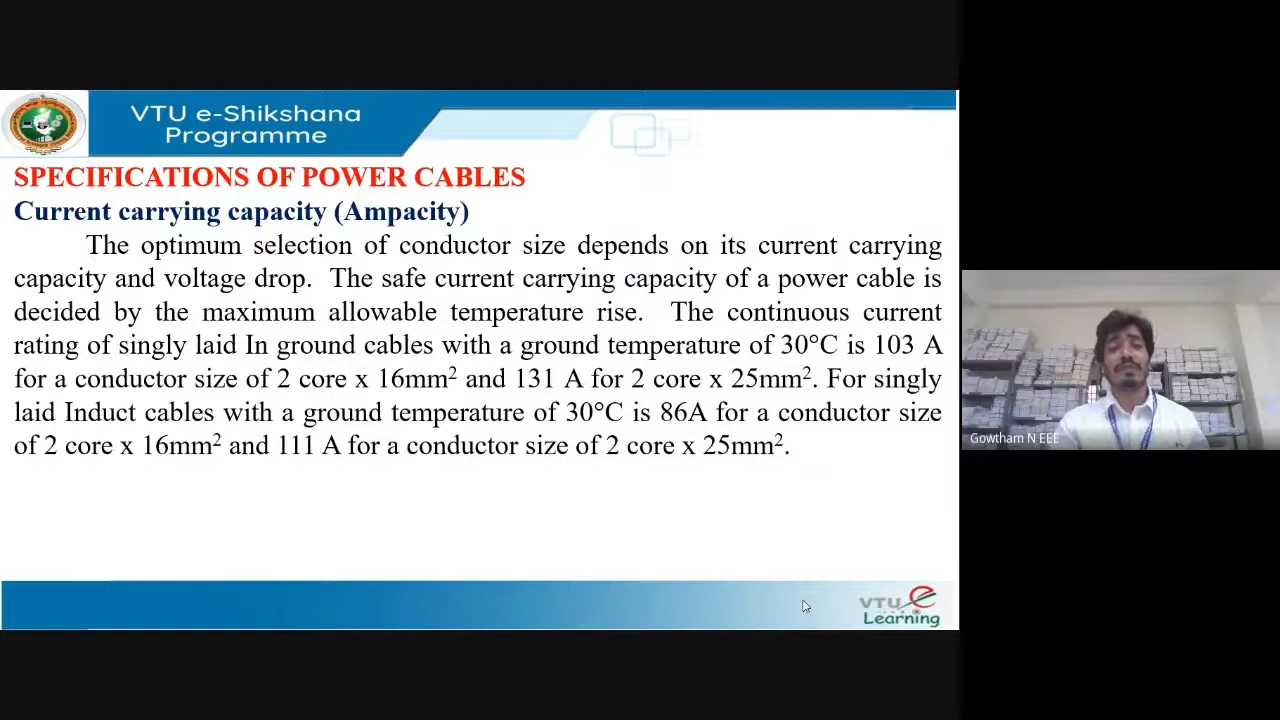 VTU e-Shikshana
Programme
SPECIFICATIONS OF POWER CABLES
Current carrying capacity (Ampacity)
The optimum selection of conductor size depends on its current carrying
capacity and voltage drop. The safe current carrying capacity of a power cable is
decided by the maximum allowable temperature rise. The continuous current
rating of singly laid In ground cables with a ground temperature of 30°C is 103 A
for a conductor size of 2 core x 16mm² and 131 A for 2 core x 25mm². For singly
laid Induct cables with a ground temperature of 30°C is 86A for a conductor size
of 2 core x 16mm² and 111 A for a conductor size of 2 core x 25mm².
Gowtham N EEE
VTU e
Learning